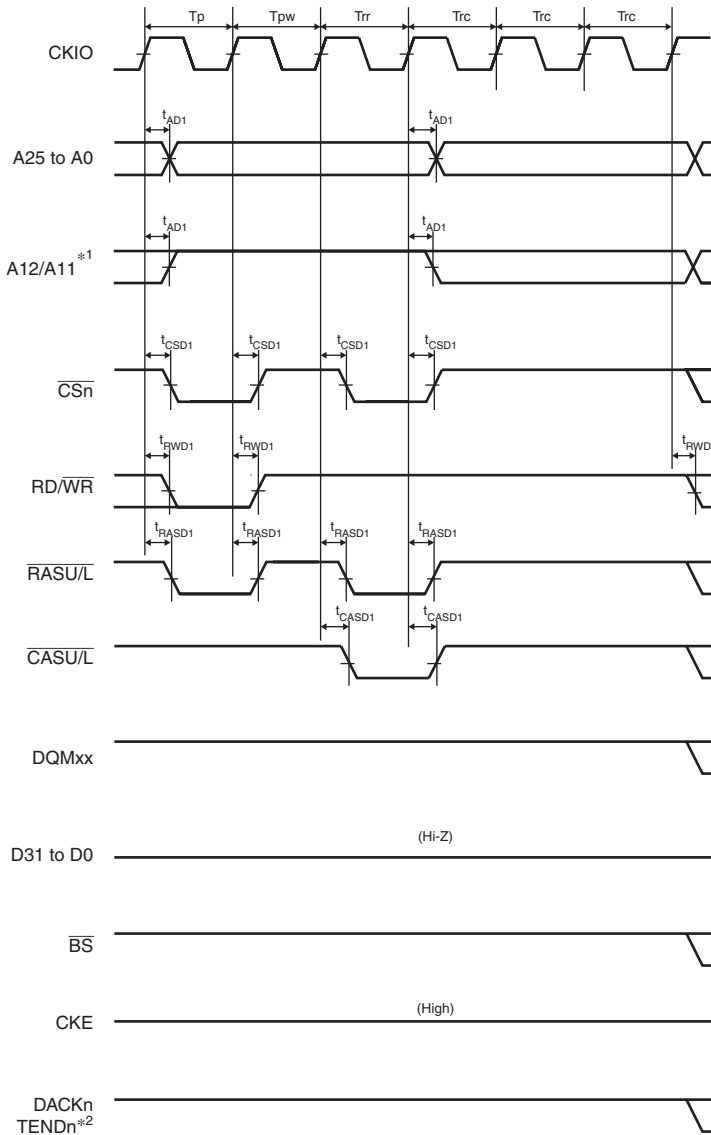 Tp Tpw Trr Trc Trc Trc
CKIO
tAD1 tAD1
A25 to A0
tAD1 tAD1
A12/A11*1
tCSD1 tCSD1 tCSD1 tCSD1
CSn
tRWD1 tRWD1 tRWD
RD/WR
tRASD1 tRASD1 tRASD1 tRASD1
RASU/L
tCASD1 tCASD1
CASU/L
DQMxx
(Hi-Z)
D31 to D0
BS
(High)
CKE
DACKn
TENDn*2